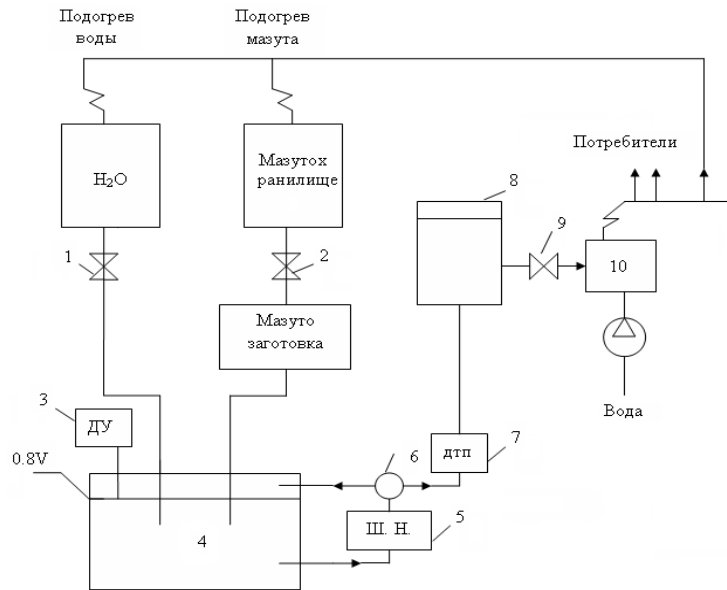 Подогрев
воды
Подогрев
мазута
H₂O
Мазутох
ранилище
Потребители
8
9
1
2
10
Мазуто
заготовка
Вода
3
ДУ
0.8V
6
7
дтп
4
Ш. Н.
5